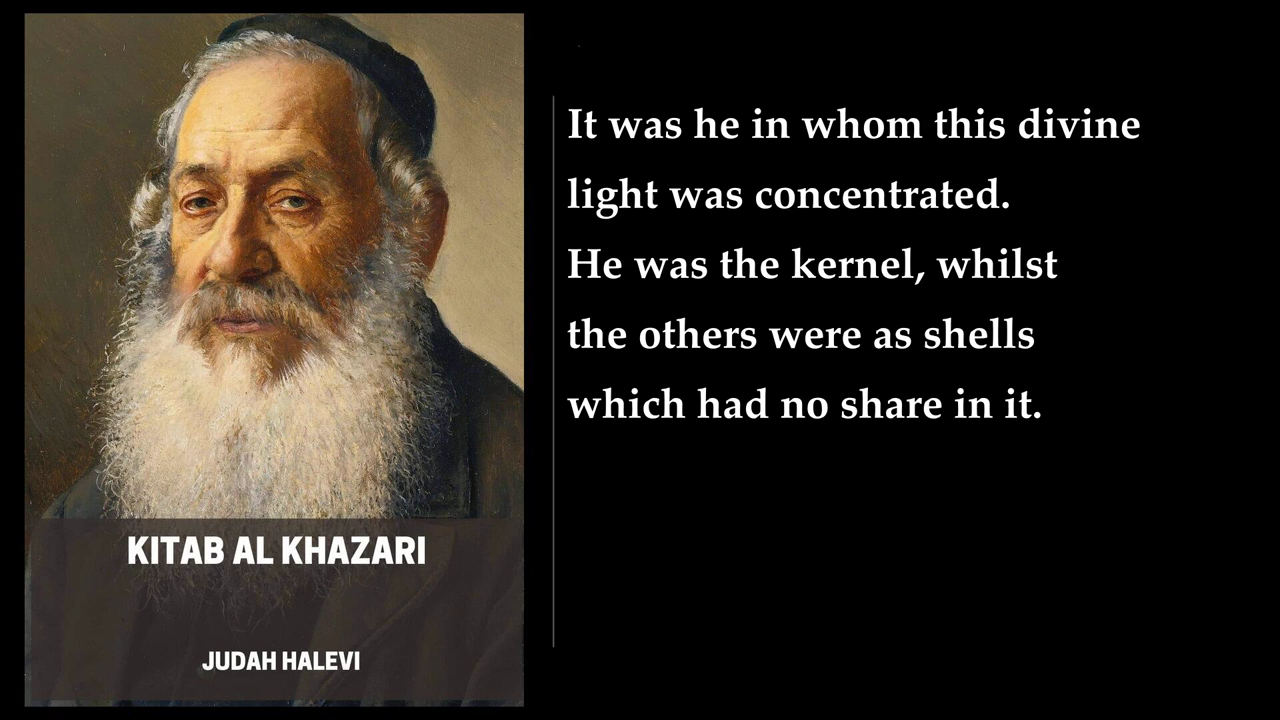 KITAB AL KHAZARI
JUDAH HALEVI
It was he in whom this divine
light was concentrated.
He was the kernel, whilst
the others were as shells
which had no share in it.